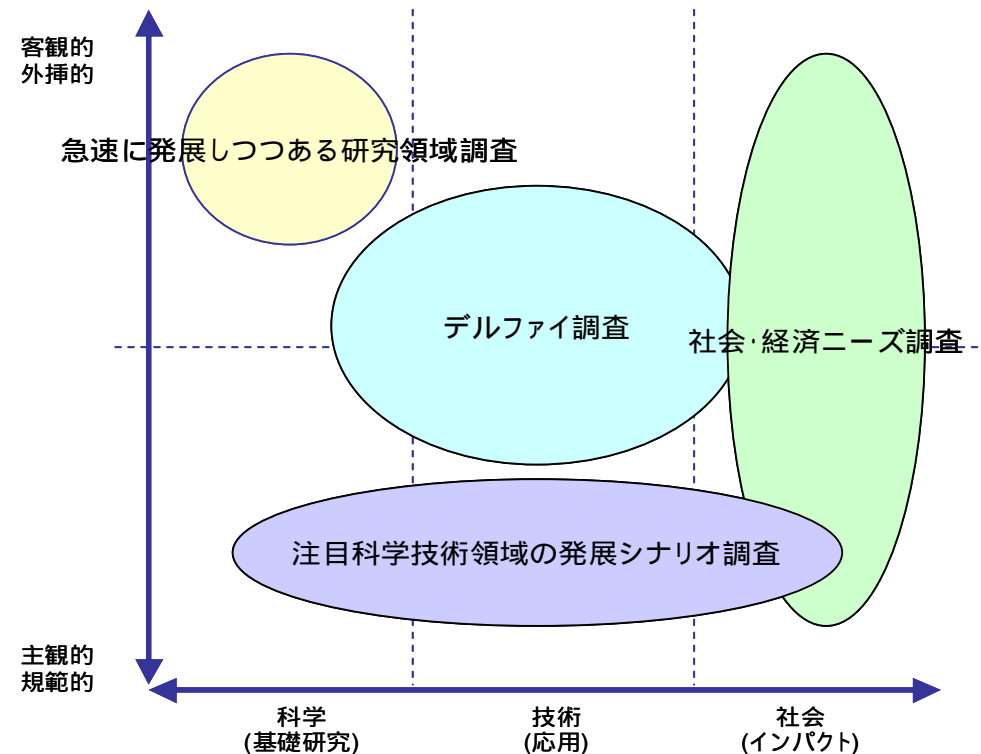 客観的
外挿的
急速に発展しつつある研究領域調査
デルファイ調査
社会・経済ニーズ調査
注目科学技術領域の発展シナリオ調査
主観的
規範的
科学
(基礎研究)
技術
(応用)
社会
(インパクト)